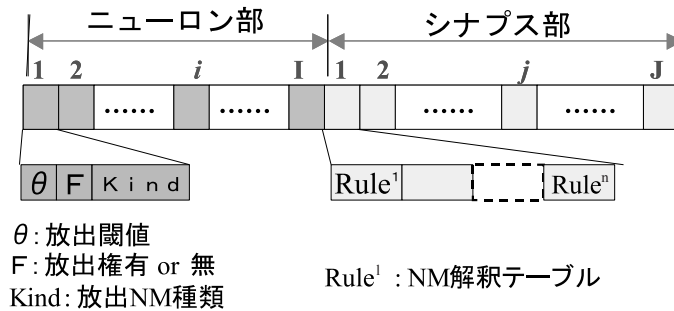 ニューロン部 シナプス部
1 2 i I 1 2 j J
…… …… …… ……
θ F Kind Rule¹ Ruleⁿ
θ:放出閾値
F:放出権有 or 無
Kind:放出NM種類
Rule¹ :NM解釈テーブル